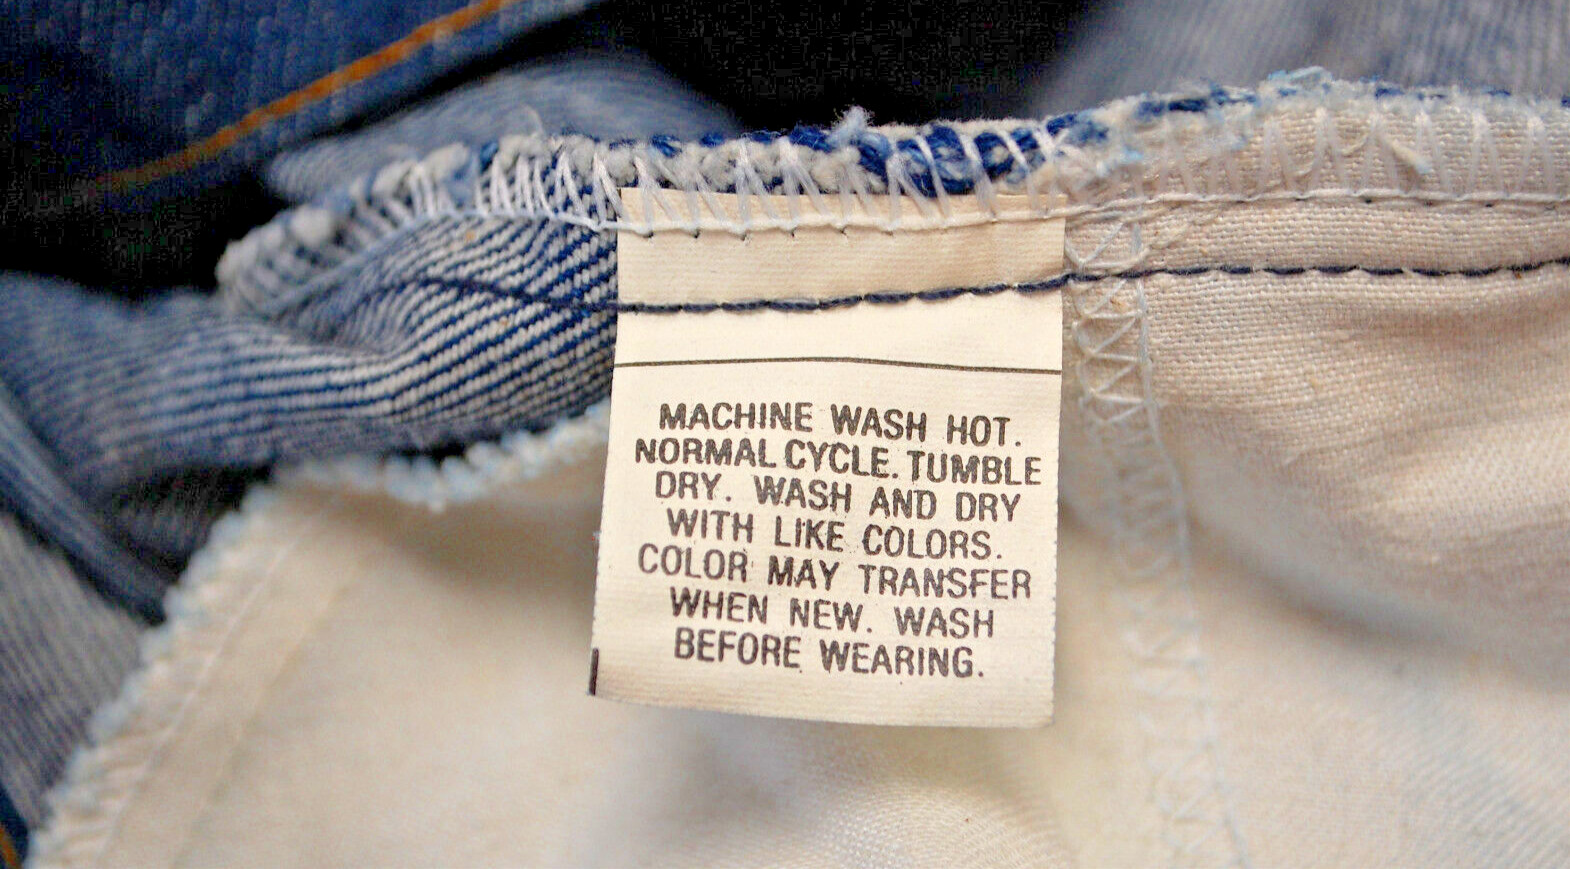 MACHINE WASH HOT.
NORMAL CYCLE. TUMBLE
DRY. WASH AND DRY
WITH LIKE COLORS.
COLOR MAY TRANSFER
WHEN NEW. WASH
BEFORE WEARING.